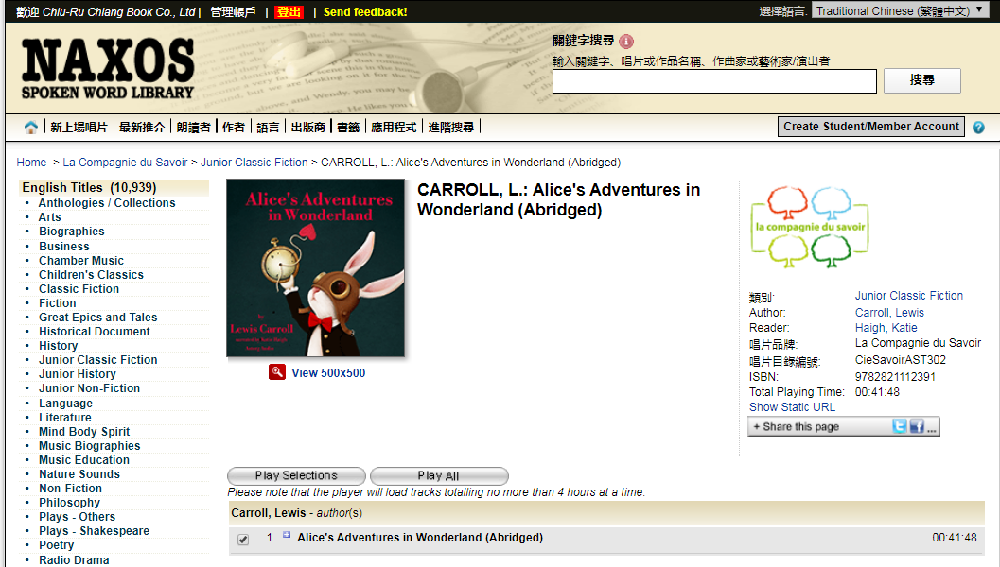 歡迎 Chiu-Ru Chiang Book Co., Ltd | 管理帳戶 | 登出 | Send feedback!
選擇語言: Traditional Chinese (繁體中文)
NAXOS
SPOKEN WORD LIBRARY
關鍵字搜尋
輸入關鍵字、唱片或作品名稱、作曲家或藝術家/演出者
搜尋
新上場唱片 | 最新推介 | 朗讀者 | 作者 | 語言 | 出版商 | 書籤 | 應用程式 | 進階搜尋 |
Create Student/Member Account ?
Home > La Compagnie du Savoir > Junior Classic Fiction > CARROLL, L.: Alice's Adventures in Wonderland (Abridged)
English Titles (10,939)
• Anthologies / Collections
• Arts
• Biographies
• Business
• Chamber Music
• Children's Classics
• Classic Fiction
• Fiction
• Great Epics and Tales
• Historical Document
• History
• Junior Classic Fiction
• Junior History
• Junior Non-Fiction
• Language
• Literature
• Mind Body Spirit
• Music Biographies
• Music Education
• Nature Sounds
• Non-Fiction
• Philosophy
• Plays - Others
• Plays - Shakespeare
• Poetry
• Radio Drama
Alice's Adventures
in Wonderland
by
Lewis Carroll
View 500x500
CARROLL, L.: Alice's Adventures in
Wonderland (Abridged)
la compagnie du savoir
類別: Junior Classic Fiction
Author: Carroll, Lewis
Reader: Haigh, Katie
唱片品牌: La Compagnie du Savoir
唱片目錄編號: CieSavoirAST302
ISBN: 9782821112391
Total Playing Time: 00:41:48
Show Static URL
+ Share this page ...
Play Selections
Play All
Please note that the player will load tracks totalling no more than 4 hours at a time.
Carroll, Lewis - author(s)
1. Alice's Adventures in Wonderland (Abridged) 00:41:48